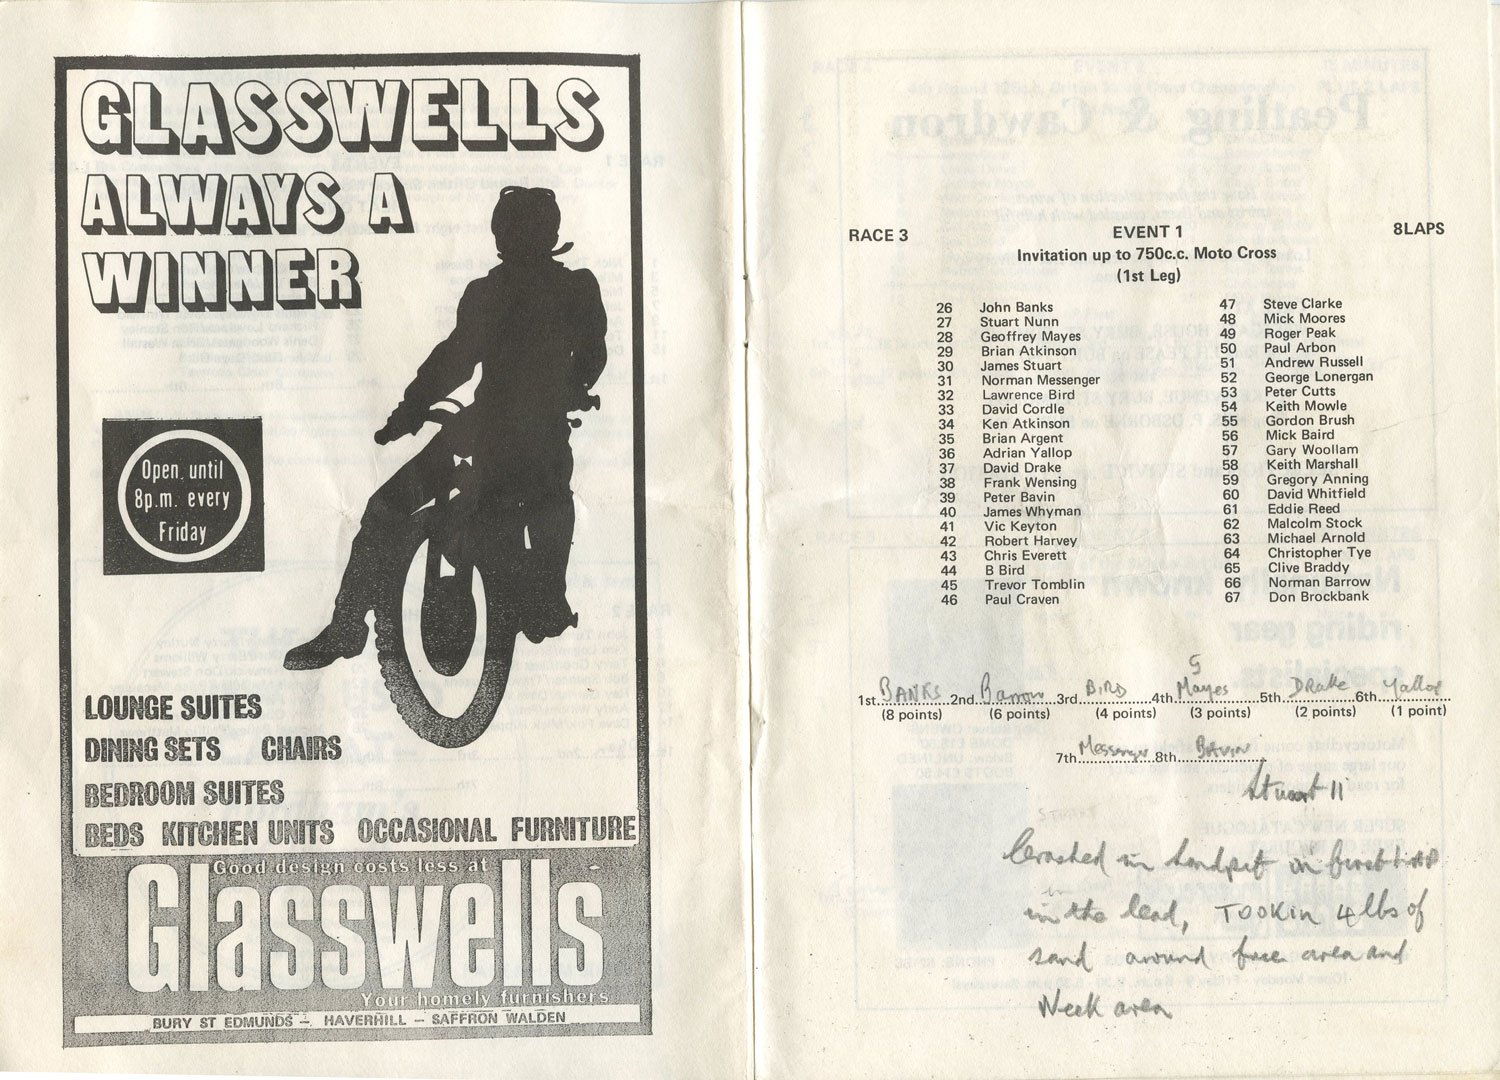 GLASSWELLS
ALWAYS A
WINNER
Open until
8p.m. every
Friday
LOUNGE SUITES
DINING SETS CHAIRS
BEDROOM SUITES
BEDS KITCHEN UNITS OCCASIONAL FURNITURE
Good design costs less at
Glasswells
Your homely furnishers
BURY ST EDMUNDS – HAVERHILL – SAFFRON WALDEN
RACE 3 EVENT 1 8LAPS
Invitation up to 750c.c. Moto Cross
(1st Leg)
26 John Banks
27 Stuart Nunn
28 Geoffrey Mayes
29 Brian Atkinson
30 James Stuart
31 Norman Messenger
32 Lawrence Bird
33 David Cordle
34 Ken Atkinson
35 Brian Argent
36 Adrian Yallop
37 David Drake
38 Frank Wensing
39 Peter Bavin
40 James Whyman
41 Vic Keyton
42 Robert Harvey
43 Chris Everett
44 B Bird
45 Trevor Tomblin
46 Paul Craven
47 Steve Clarke
48 Mick Moores
49 Roger Peak
50 Paul Arbon
51 Andrew Russell
52 George Lonergan
53 Peter Cutts
54 Keith Mowle
55 Gordon Brush
56 Mick Baird
57 Gary Woollam
58 Keith Marshall
59 Gregory Anning
60 David Whitfield
61 Eddie Reed
62 Malcolm Stock
63 Michael Arnold
64 Christopher Tye
65 Clive Braddy
66 Norman Barrow
67 Don Brockbank
G
1st BANKS 2nd Barrow 3rd BIRD 4th Mayes 5th DRAKE 6th Yallop
(8 points) (6 points) (4 points) (3 points) (2 points) (1 point)
7th Messenger 8th BAVIN
Stuart 11
STUART
Crashed in sandpit in first lap
in the lead, TOOK IN 4 lbs of
sand around face area and
Neck area